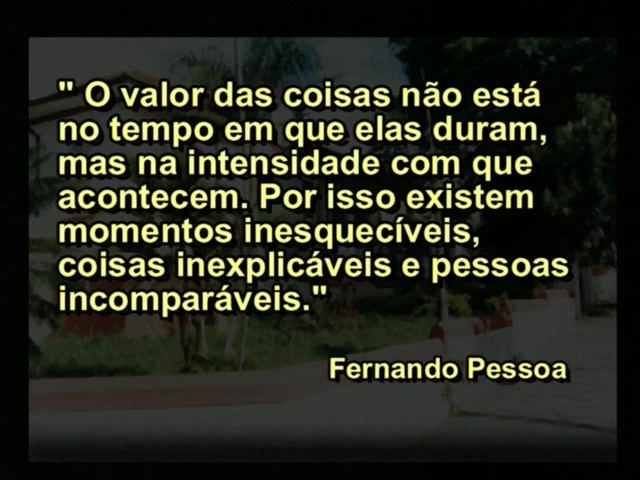 " O valor das coisas não está
no tempo em que elas duram,
mas na intensidade com que
acontecem. Por isso existem
momentos inesquecíveis,
coisas inexplicáveis e pessoas
incomparáveis."
Fernando Pessoa